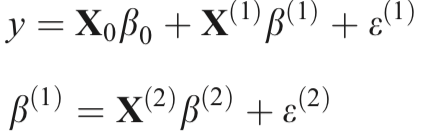 y = X₀β₀ + X⁽¹⁾β⁽¹⁾ + ε⁽¹⁾
β⁽¹⁾ = X⁽²⁾β⁽²⁾ + ε⁽²⁾